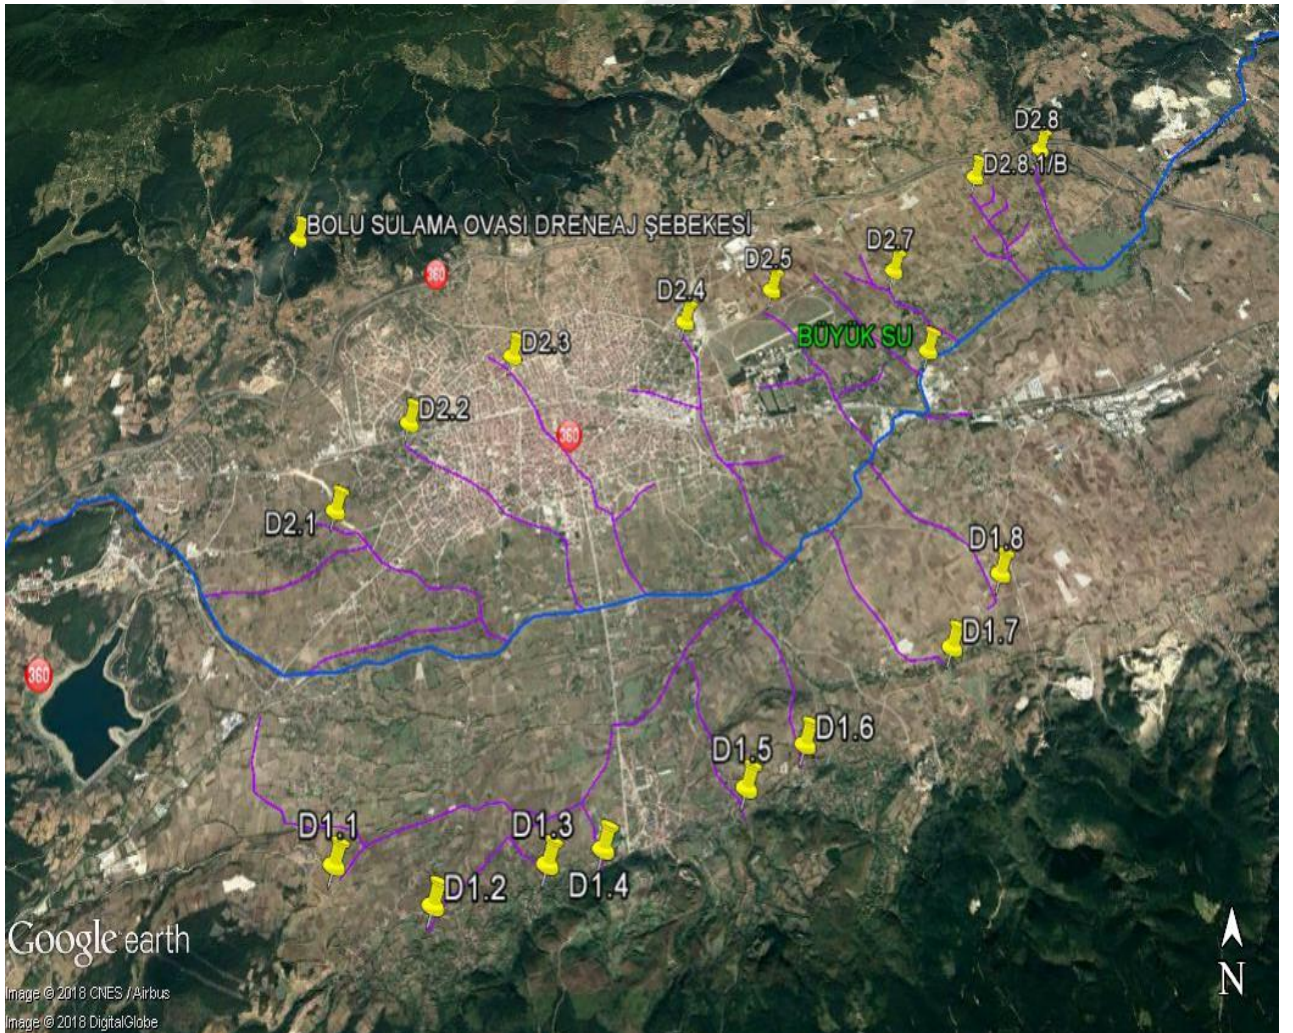 D2.8
D2.8.1/B
BOLU SULAMA OVASI DRENEAJ ŞEBEKESİ
D2.7
D2.5
360
D2.4
BÜYÜK SU
D2.3
D2.2
360
D2.1
D1.8
D1.7
360
D1.6
D1.5
D1.1
D1.3
D1.2
D1.4
Google earth
N
Image © 2018 CNES / Airbus
Image © 2018 DigitalGlobe